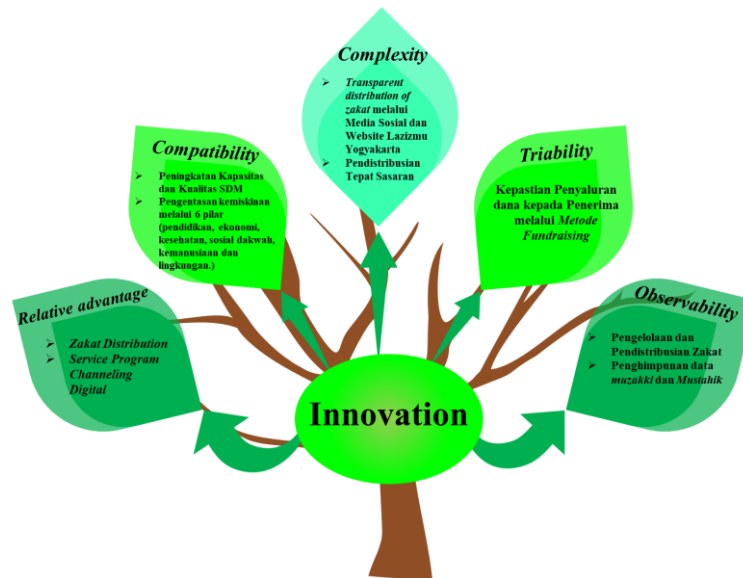 Complexity
Transparent
distribution of
zakat melalui
Media Sosial dan
Website Lazizmu
Yogyakarta
Pendistribusian
Tepat Sasaran
Compatibility
Peningkatan Kapasitas
dan Kualitas SDM
Pengentasan kemiskinan
melalui 6 pilar
(pendidikan, ekonomi,
kesehatan, sosial dakwah,
kemanusiaan dan
lingkungan.)
Triability
Kepastian Penyaluran
dana kepada Penerima
melalui Metode
Fundraising
Relative advantage
Zakat Distribution
Service Program
Channeling
Digital
Observability
Pengelolaan dan
Pendistribusian Zakat
Penghimpunan data
muzakki dan Mustahik
Innovation